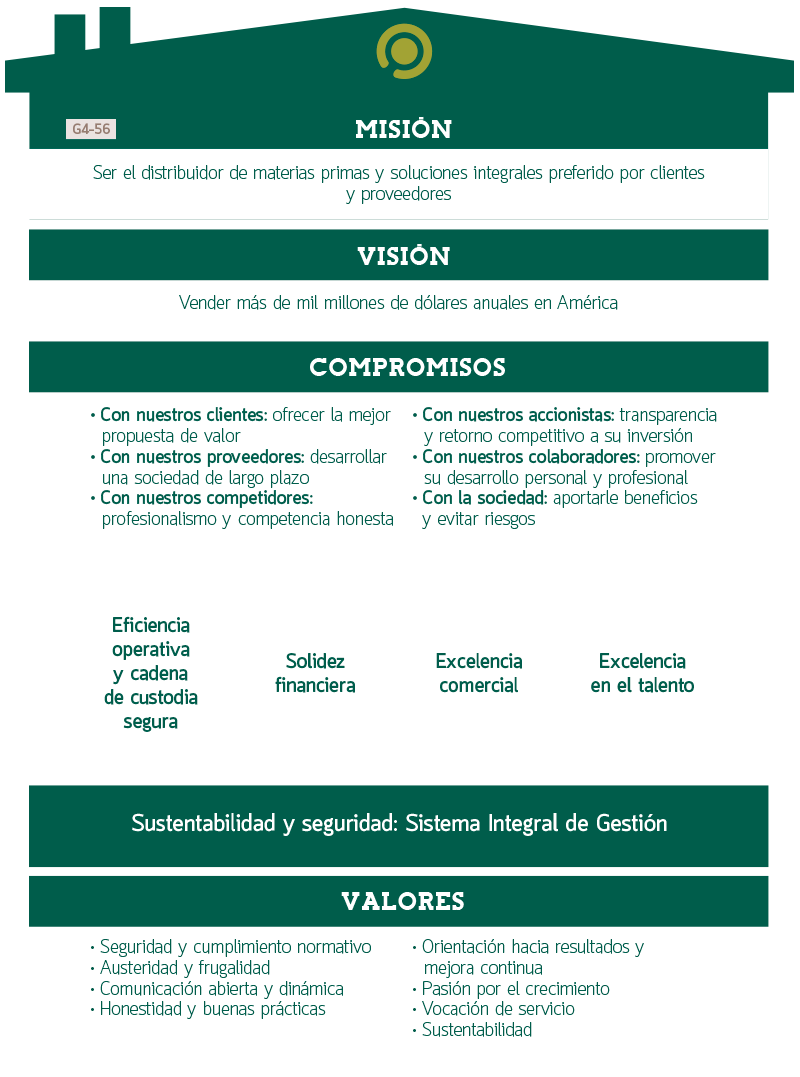 G4-56
MISIÓN
Ser el distribuidor de materias primas y soluciones integrales preferido por clientes
y proveedores
VISIÓN
Vender más de mil millones de dólares anuales en América
COMPROMISOS
• Con nuestros clientes: ofrecer la mejor
propuesta de valor
• Con nuestros proveedores: desarrollar
una sociedad de largo plazo
• Con nuestros competidores:
profesionalismo y competencia honesta
• Con nuestros accionistas: transparencia
y retorno competitivo a su inversión
• Con nuestros colaboradores: promover
su desarrollo personal y profesional
• Con la sociedad: aportarle beneficios
y evitar riesgos
Eficiencia
operativa
y cadena
de custodia
segura
Solidez
financiera
Excelencia
comercial
Excelencia
en el talento
Sustentabilidad y seguridad: Sistema Integral de Gestión
VALORES
• Seguridad y cumplimiento normativo
• Austeridad y frugalidad
• Comunicación abierta y dinámica
• Honestidad y buenas prácticas
• Orientación hacia resultados y
mejora continua
• Pasión por el crecimiento
• Vocación de servicio
• Sustentabilidad